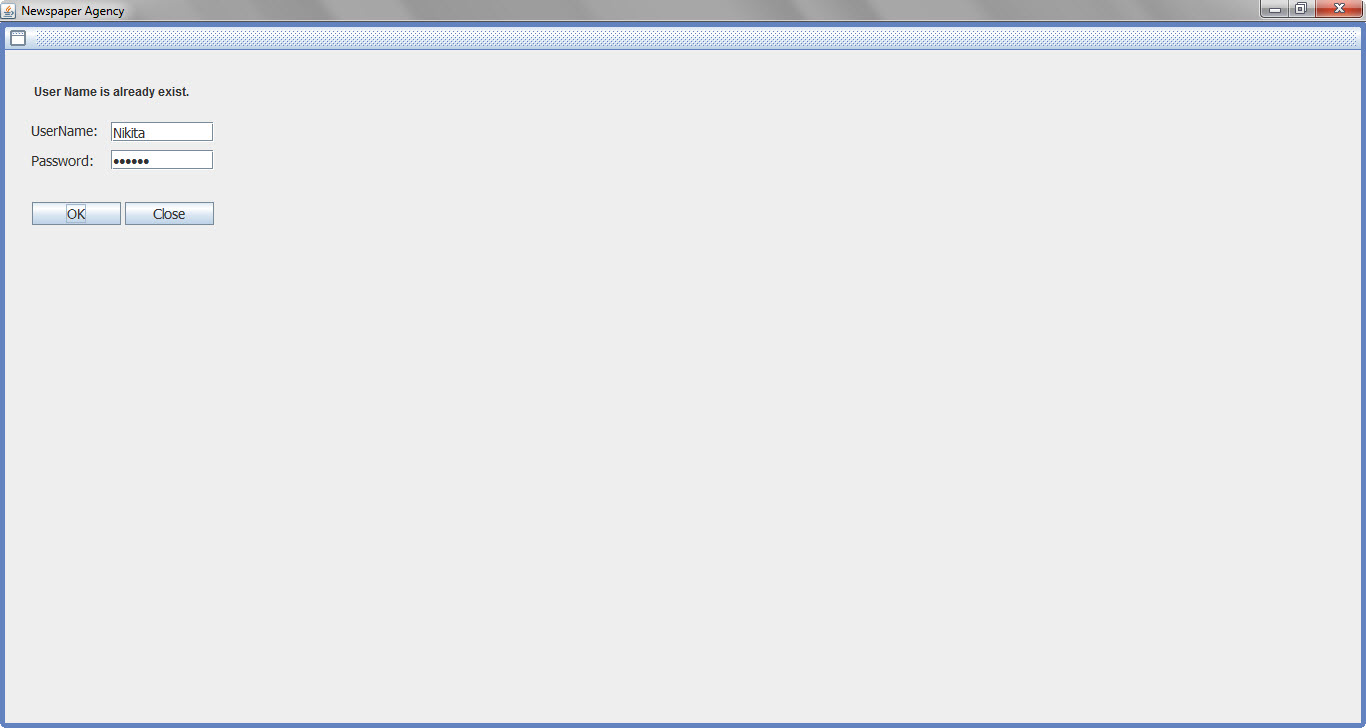 Newspaper Agency
User Name is already exist.
UserName: Nikita
Password: ••••••
OK Close